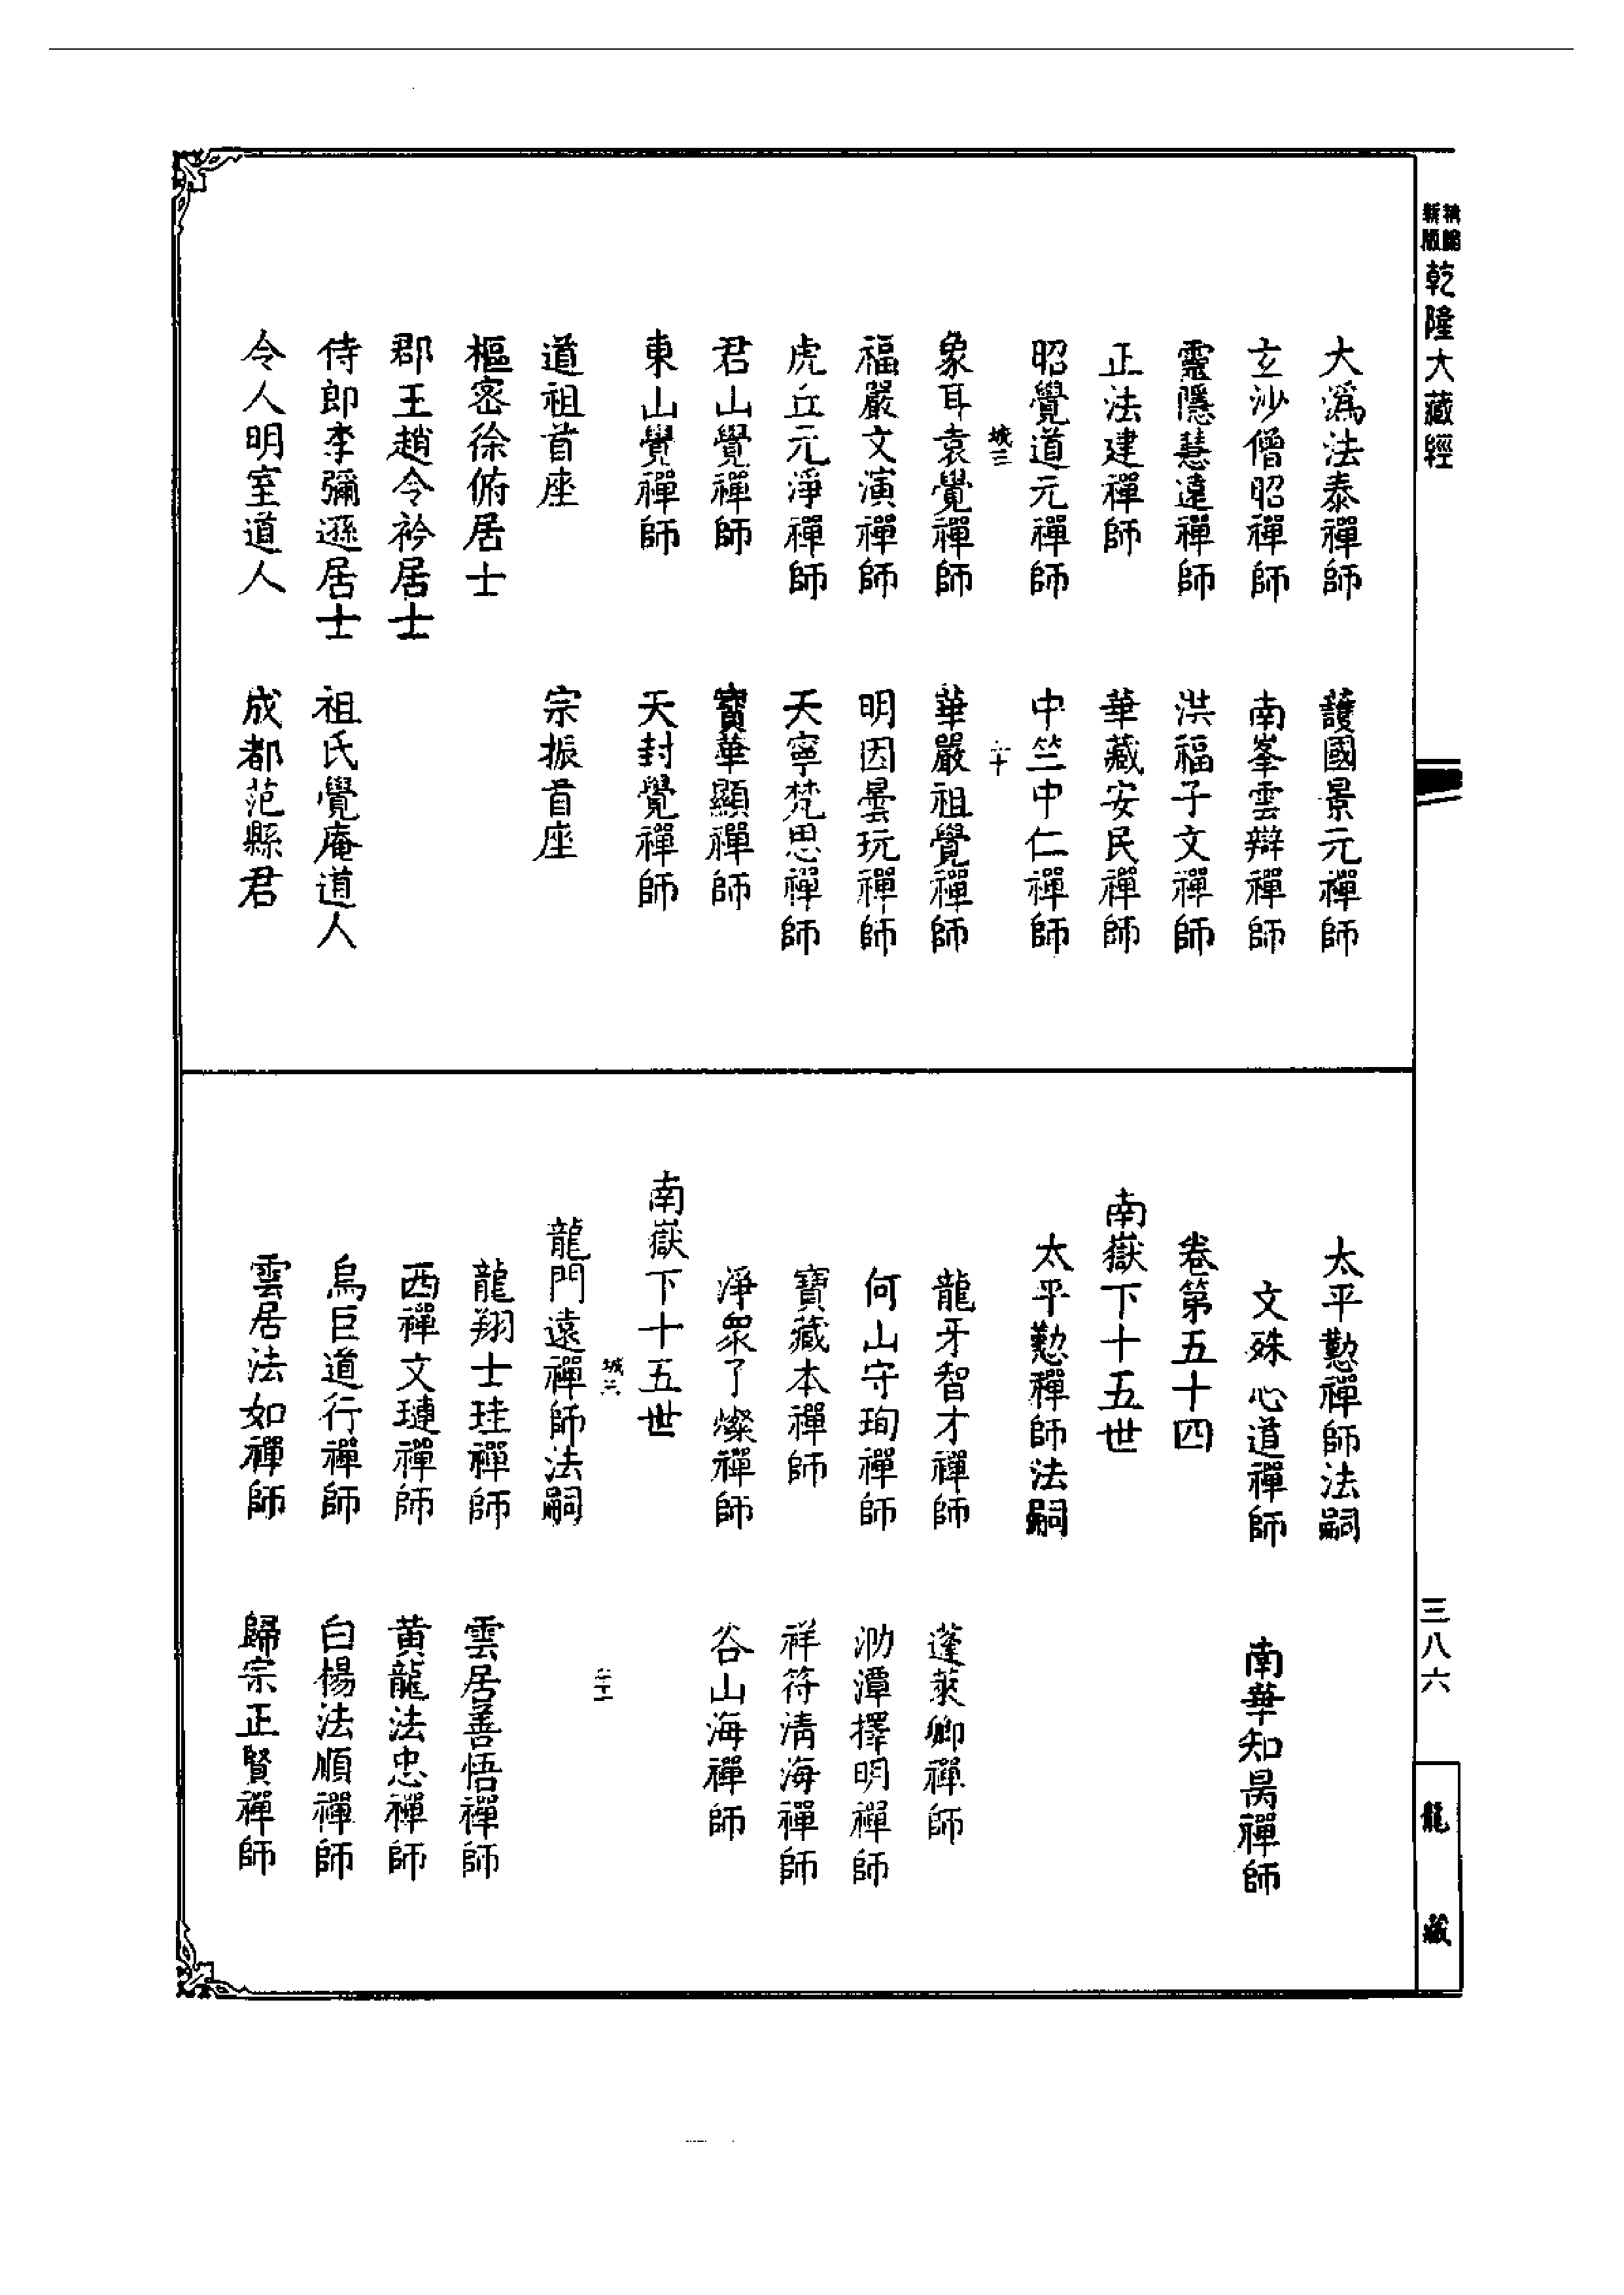 新版 精縮 乾隆大藏經
大溈法泰禪師 護國景元禪師
玄沙僧昭禪師 南峯雲辯禪師
靈隱慧遠禪師 洪福子文禪師
正法建禪師 華藏安民禪師
昭覺道元禪師 中竺中仁禪師
象耳袁覺禪師 華嚴祖覺禪師
福嚴文演禪師 明因曇玩禪師
虎丘元淨禪師 天寧梵思禪師
君山覺禪師 寶華顯禪師
東山覺禪師 天封覺禪師
道祖首座 宗振首座
樞密徐俯居士
郡王趙令衿居士
侍郎李彌遜居士 祖氏覺庵道人
令人明室道人 成都范縣君
太平懃禪師法嗣
文殊心道禪師 南華知昺禪師
卷第五十四
南嶽下十五世
太平懃禪師法嗣
龍牙智才禪師 蓬萊卿禪師
何山守珣禪師 泐潭擇明禪師
寶藏本禪師 祥符清海禪師
淨眾了燦禪師 谷山海禪師
南嶽下十五世
龍門遠禪師法嗣
龍翔士珪禪師 雲居善悟禪師
西禪文璉禪師 黃龍法忠禪師
烏巨道行禪師 白楊法順禪師
雲居法如禪師 歸宗正賢禪師
三八六
龍藏